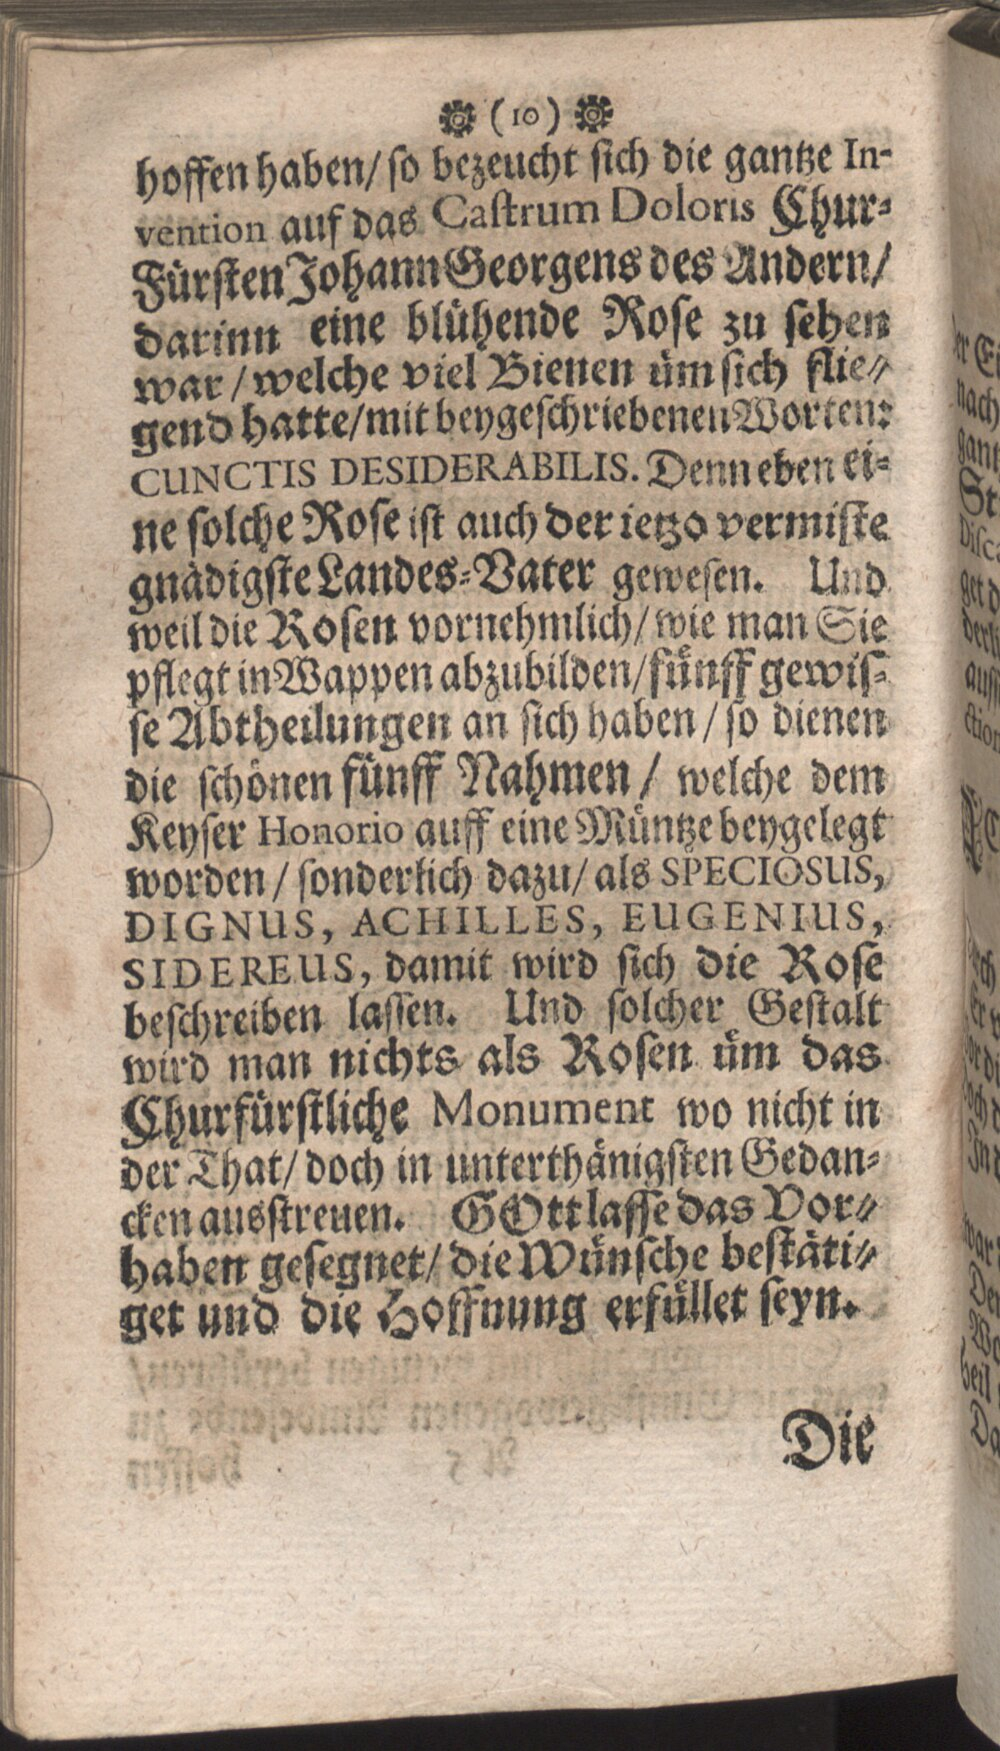 (10)
hoffen haben/ so bezeucht sich die gantze In-
vention auf das Castrum Doloris Chur-
Fürsten Johann Georgens des Andern/
darinn eine blühende Rose zu sehen
war/ welche viel Bienen üm sich flie-
gend hatte/ mit beygeschriebenen Worten:
CUNCTIS DESIDERABILIS. Denn eben ei-
ne solche Rose ist auch der ietzo vermiste
gnädigste Landes-Vater gewesen. Und
weil die Rosen vornehmlich/ wie man Sie
pflegt in Wappen abzubilden/ fünff gewis-
se Abtheilungen an sich haben/ so dienen
die schönen fünff Nahmen/ welche dem
Keyser Honorio auff eine Müntze beygelegt
worden/ sonderlich dazu/ als SPECIOSUS,
DIGNUS, ACHILLES, EUGENIUS,
SIDEREUS, damit wird sich die Rose
beschreiben lassen. Und solcher Gestalt
wird man nichts als Rosen üm das
Churfürstliche Monument wo nicht in
der That/ doch in unterthänigsten Gedan-
cken ausstreuen. GOtt lasse das Vor-
haben gesegnet/ die Wünsche bestäti-
get und die Hoffnung erfüllet seyn.
Die